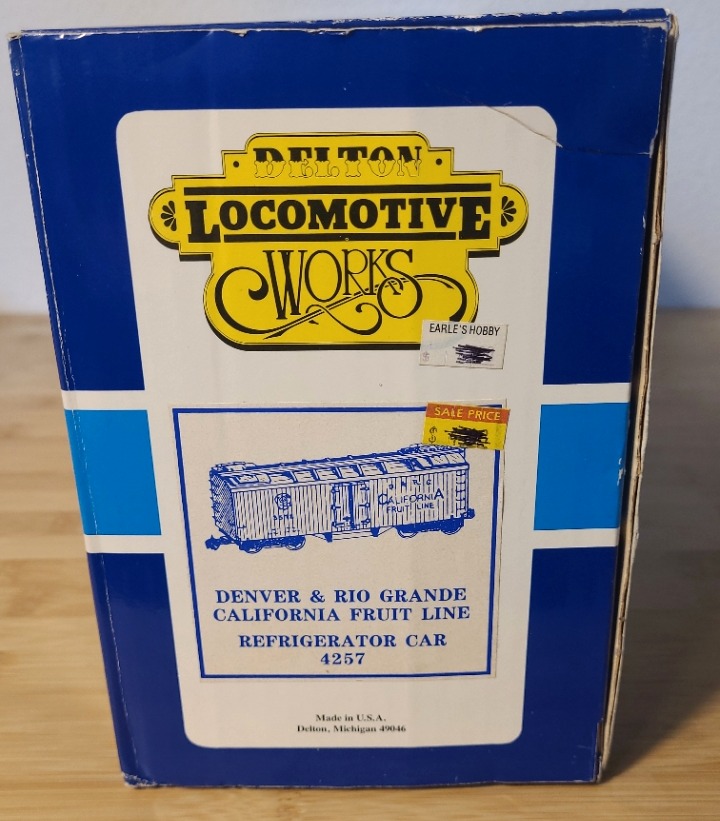 DELTON
LOCOMOTIVE
WORKS
EARLE'S HOBBY
$
SALE PRICE
$
CALIFORNIA
FRUIT LINE
DENVER & RIO GRANDE
CALIFORNIA FRUIT LINE
REFRIGERATOR CAR
4257
Made in U.S.A.
Delton, Michigan 49046